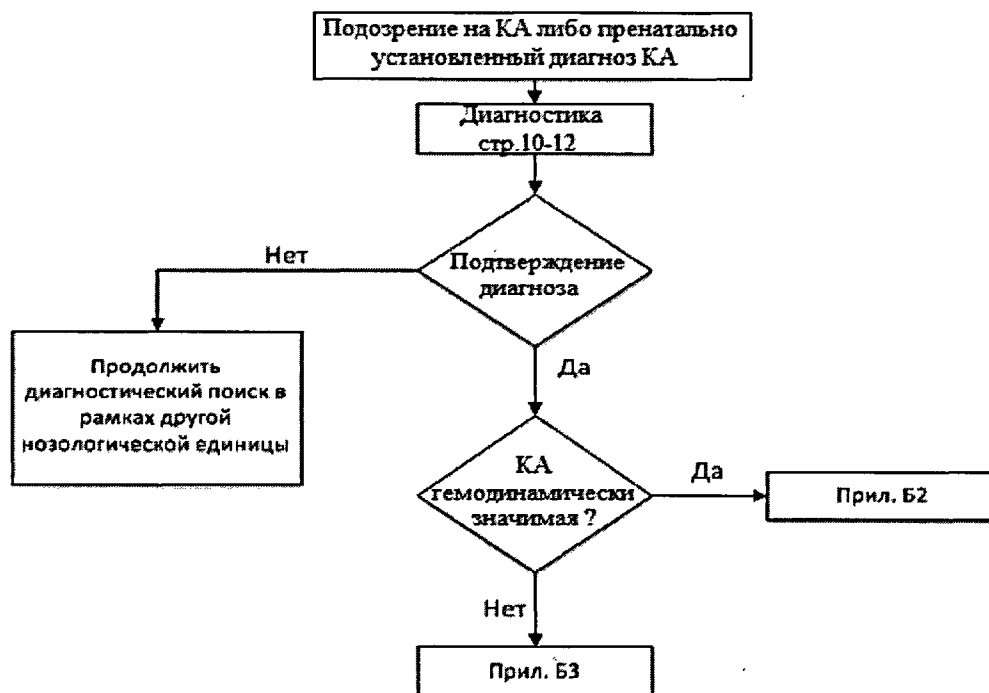 Подозрение на КА либо пренатально
установленный диагноз КА
Диагностика
стр.10-12
Нет
Подтверждение
диагноза
Продолжить
диагностический поиск в
рамках другой
нозологической единицы
Да
КА
гемодинамически
значимая ?
Да
Прил. Б2
Нет
Прил. Б3